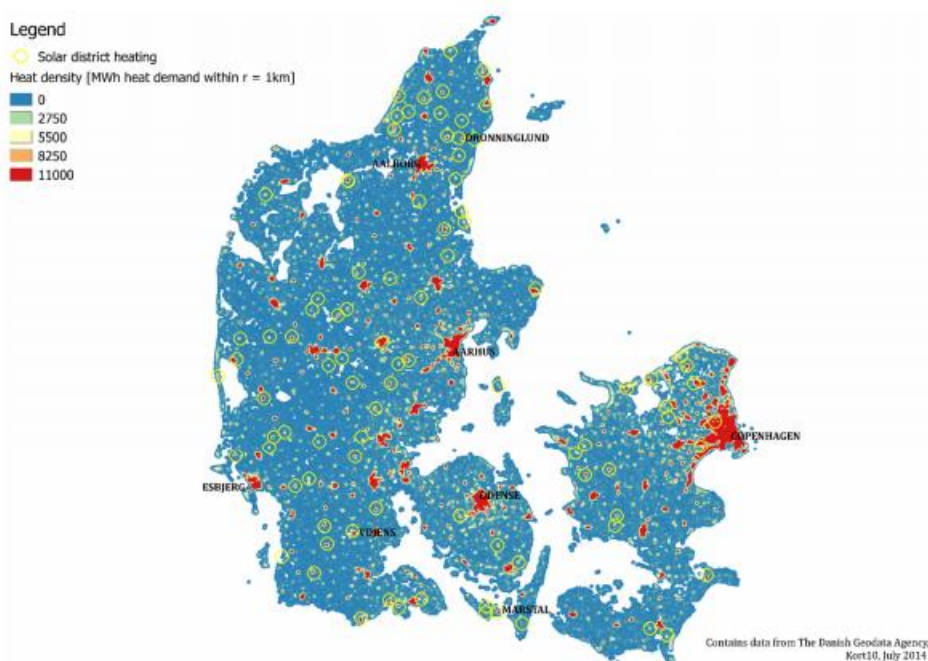 Legend
Solar district heating
Heat density [MWh heat demand within r = 1km]
0
2750
5500
8250
11000
DRONNINGLUND
AALBORG
AARHUS
COPENHAGEN
ESBJERG
ODENSE
VOJENS
MARSTAL
Contains data from The Danish Geodata Agency,
Kort10, July 2014